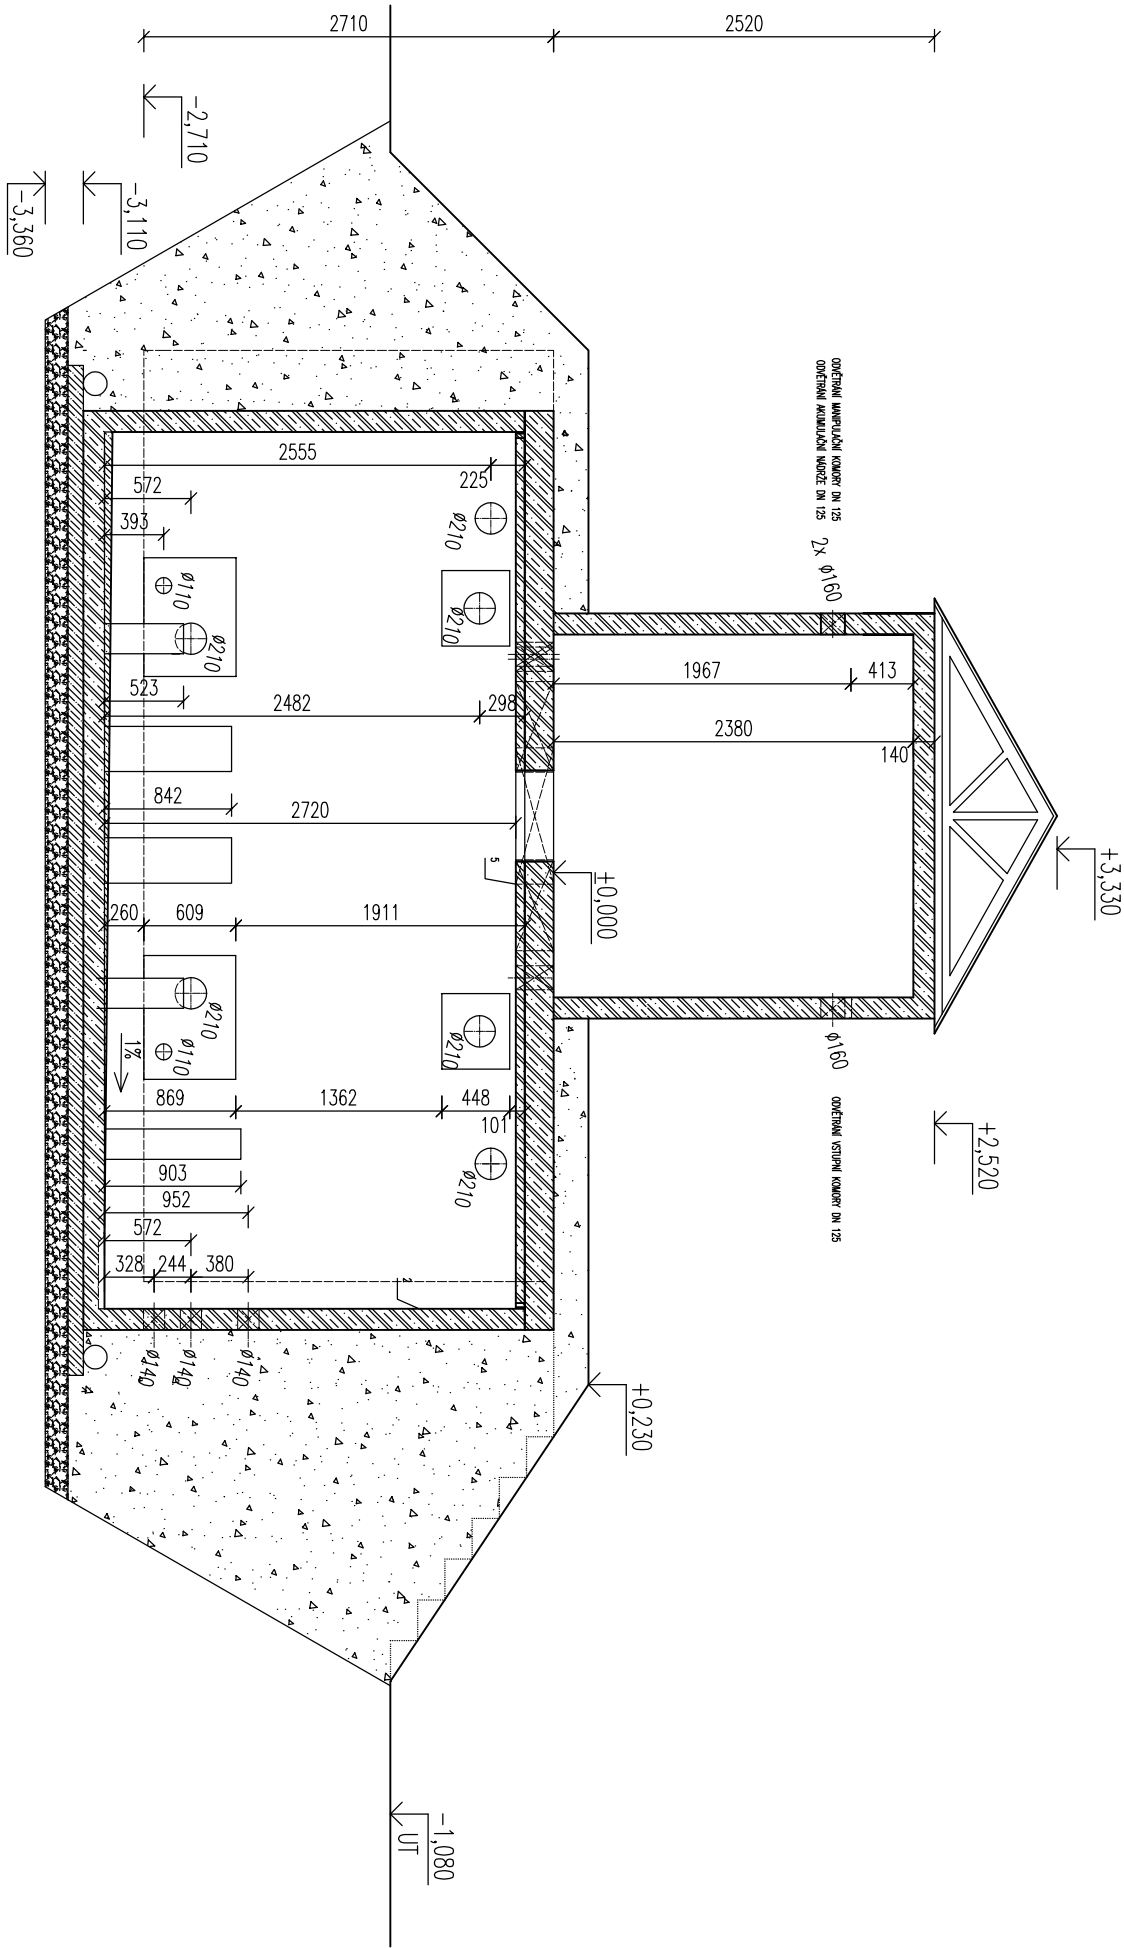 2710
2520
-2,710
-3,110
-3,360
ODVĚTRÁNÍ MANIPULAČNÍ KOMORY DN 125
ODVĚTRÁNÍ AKUMULAČNÍ NÁDRŽE DN 125
2x ø160
+3,330
2555
225
572
393
ø210
ø110
ø210
ø210
1967
413
2380
140
523
2482
298
842
2720
5
±0,000
260
609
1911
ø210
ø110
ø210
1%
ø160
ODVĚTRÁNÍ VSTUPNÍ KOMORY DN 125
+2,520
869
1362
448
101
903
952
572
328
244
380
ø210
2
ø140
ø140
ø140
+0,230
-1,080
UT